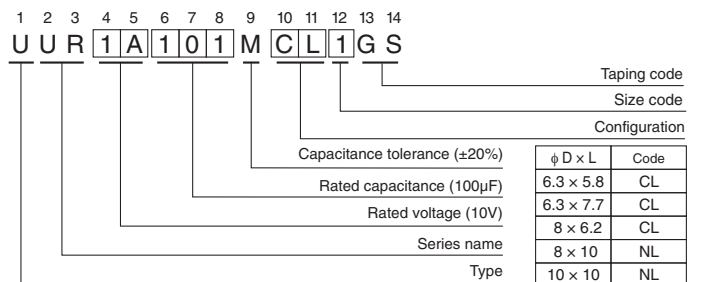 1 2 3 4 5 6 7 8 9 10 11 12 13 14
U U R 1 A 1 0 1 M C L 1 G S
Taping code
Size code
Configuration
Capacitance tolerance (±20%)
Rated capacitance (100µF)
Rated voltage (10V)
Series name
Type
ϕ D × L Code
6.3 × 5.8 CL
6.3 × 7.7 CL
8 × 6.2 CL
8 × 10 NL
10 × 10 NL